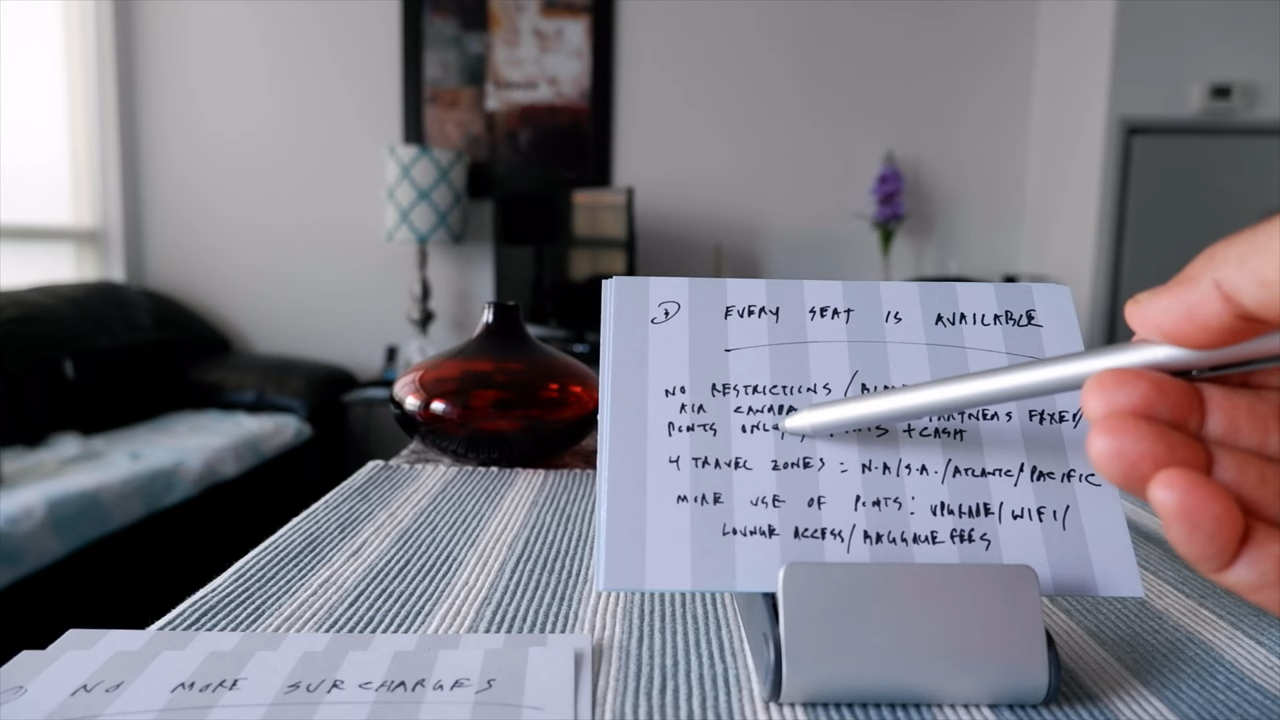 EVERY SEAT IS AVAILABLE
NO RESTRICTIONS /
AIR CANADA PARTNERS FIXED/
POINTS ONLY, POINTS + CASH
4 TRAVEL ZONES = N.A/S.A./ATLANTIC/PACIFIC
MORE USE OF POINTS: UPGRADE/WIFI/
LOUNGE ACCESS/BAGGAGE FEES
NO MORE SURCHARGES